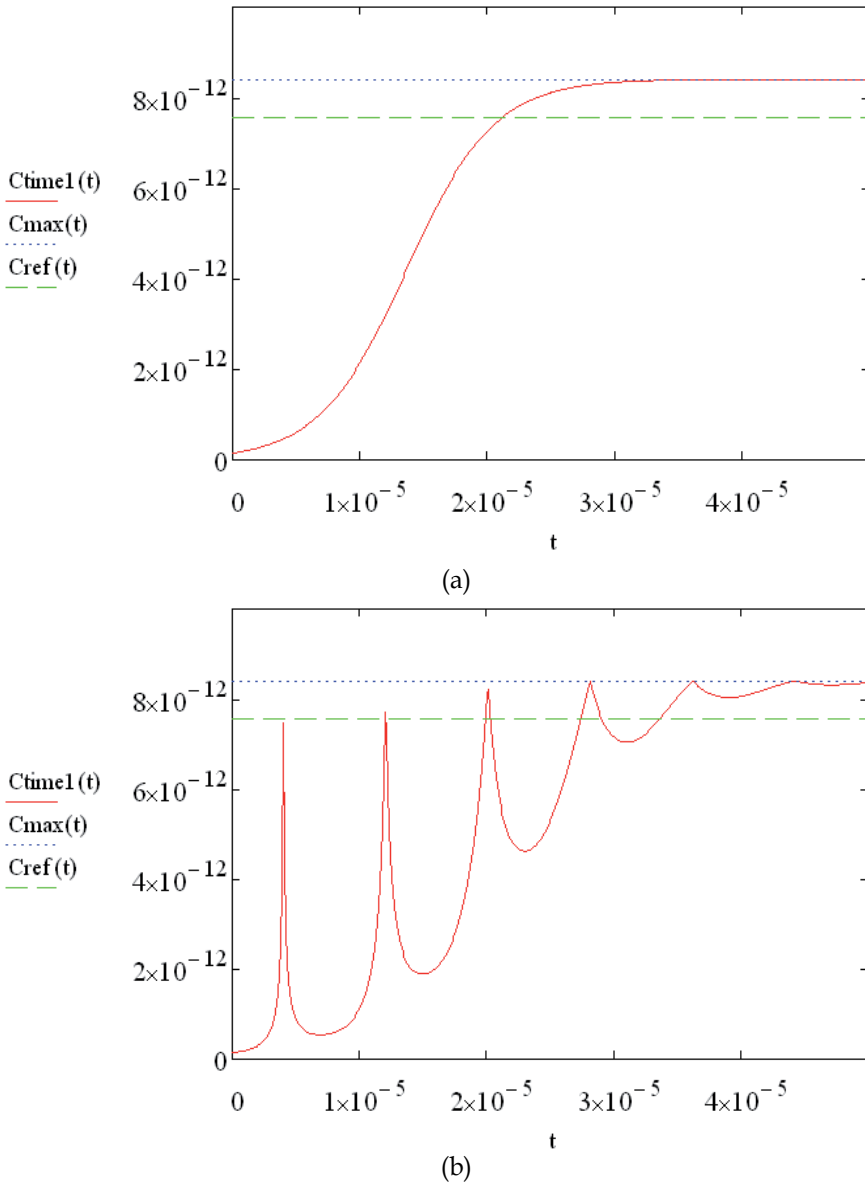 8×10⁻¹²
6×10⁻¹²
4×10⁻¹²
2×10⁻¹²
0
Ctime1(t)
Cmax(t)
Cref(t)
0 1×10⁻⁵ 2×10⁻⁵ 3×10⁻⁵ 4×10⁻⁵
t
(a)
8×10⁻¹²
6×10⁻¹²
4×10⁻¹²
2×10⁻¹²
0
Ctime1(t)
Cmax(t)
Cref(t)
0 1×10⁻⁵ 2×10⁻⁵ 3×10⁻⁵ 4×10⁻⁵
t
(b)